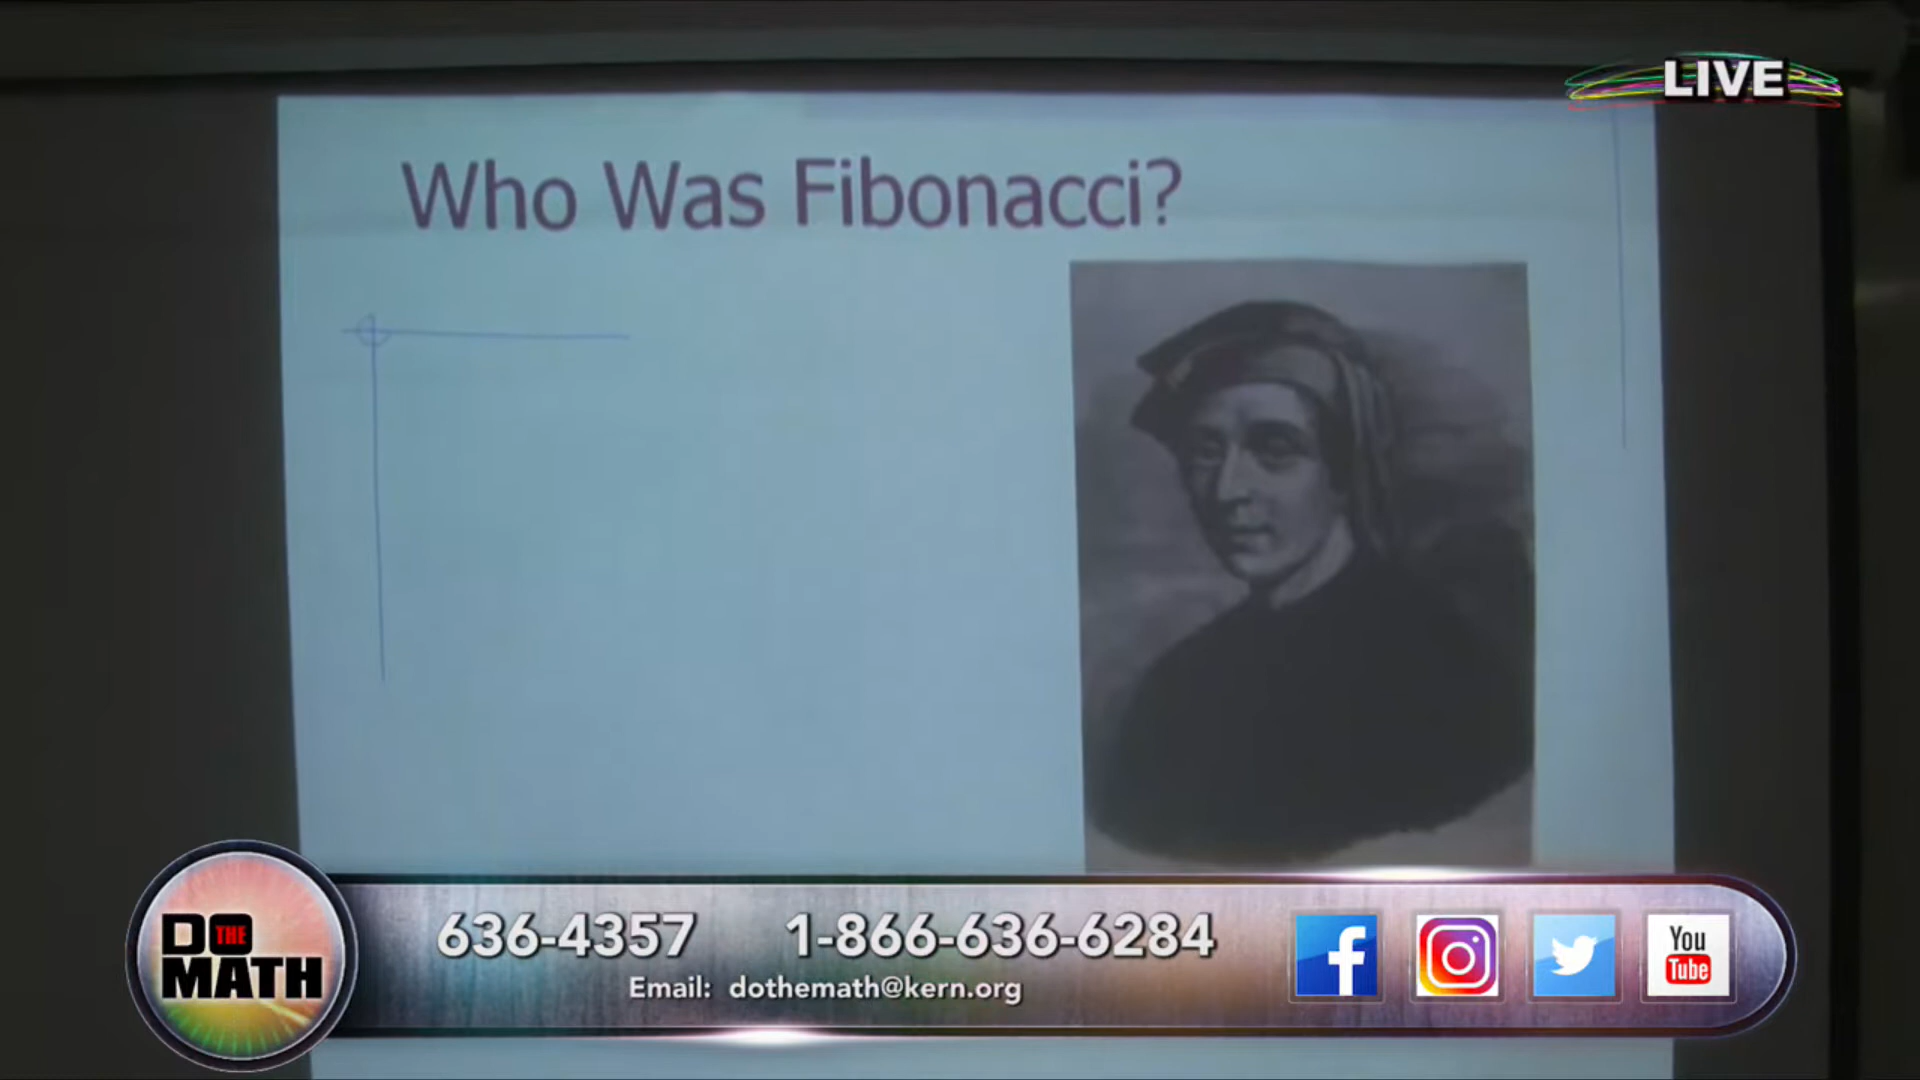 LIVE
Who Was Fibonacci?
DO THE MATH
636-4357 1-866-636-6284
Email: dothemath@kern.org
f
You Tube